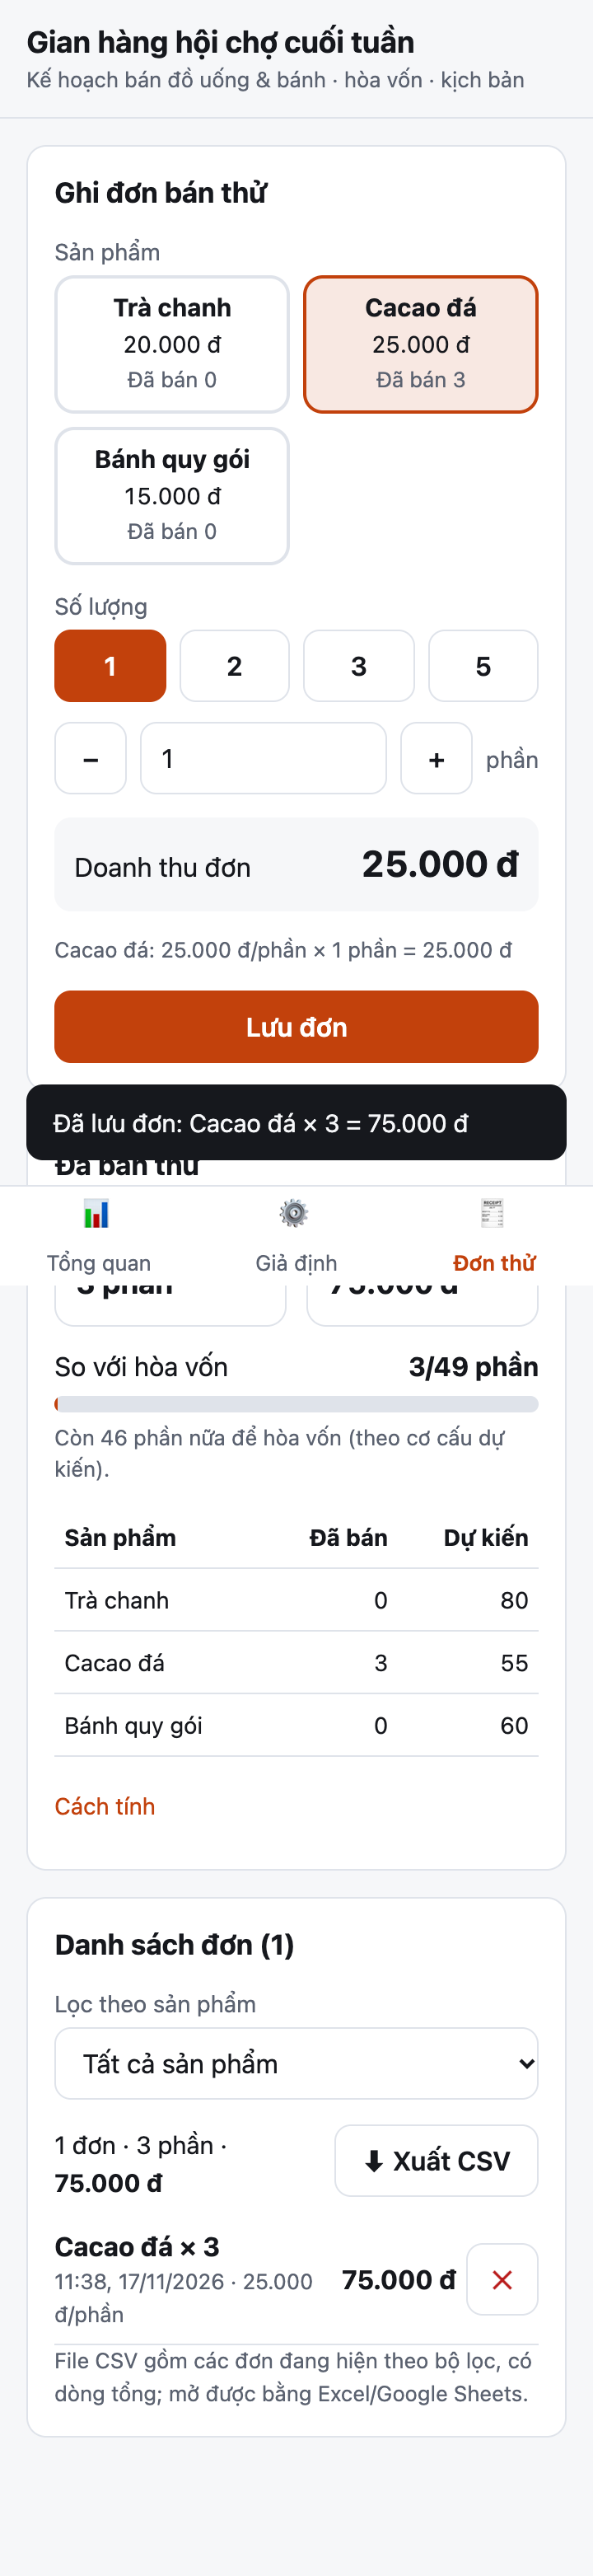 Gian hàng hội chợ cuối tuần
Kế hoạch bán đồ uống & bánh · hòa vốn · kịch bản
Ghi đơn bán thử
Sản phẩm
Trà chanh
20.000 đ
Đã bán 0
Cacao đá
25.000 đ
Đã bán 3
Bánh quy gói
15.000 đ
Đã bán 0
Số lượng
1
2
3
5
−
1
+
phần
Doanh thu đơn
25.000 đ
Cacao đá: 25.000 đ/phần × 1 phần = 25.000 đ
Lưu đơn
Đã lưu đơn: Cacao đá × 3 = 75.000 đ
Đã bán thử
Tổng quan
Giả định
Đơn thử
3 phần
75.000 đ
So với hòa vốn
3/49 phần
Còn 46 phần nữa để hòa vốn (theo cơ cấu dự
kiến).
Sản phẩm Đã bán Dự kiến
Trà chanh 0 80
Cacao đá 3 55
Bánh quy gói 0 60
Cách tính
Danh sách đơn (1)
Lọc theo sản phẩm
Tất cả sản phẩm
1 đơn · 3 phần ·
75.000 đ
⬇ Xuất CSV
Cacao đá × 3
11:38, 17/11/2026 · 25.000
đ/phần
75.000 đ
File CSV gồm các đơn đang hiện theo bộ lọc, có
dòng tổng; mở được bằng Excel/Google Sheets.